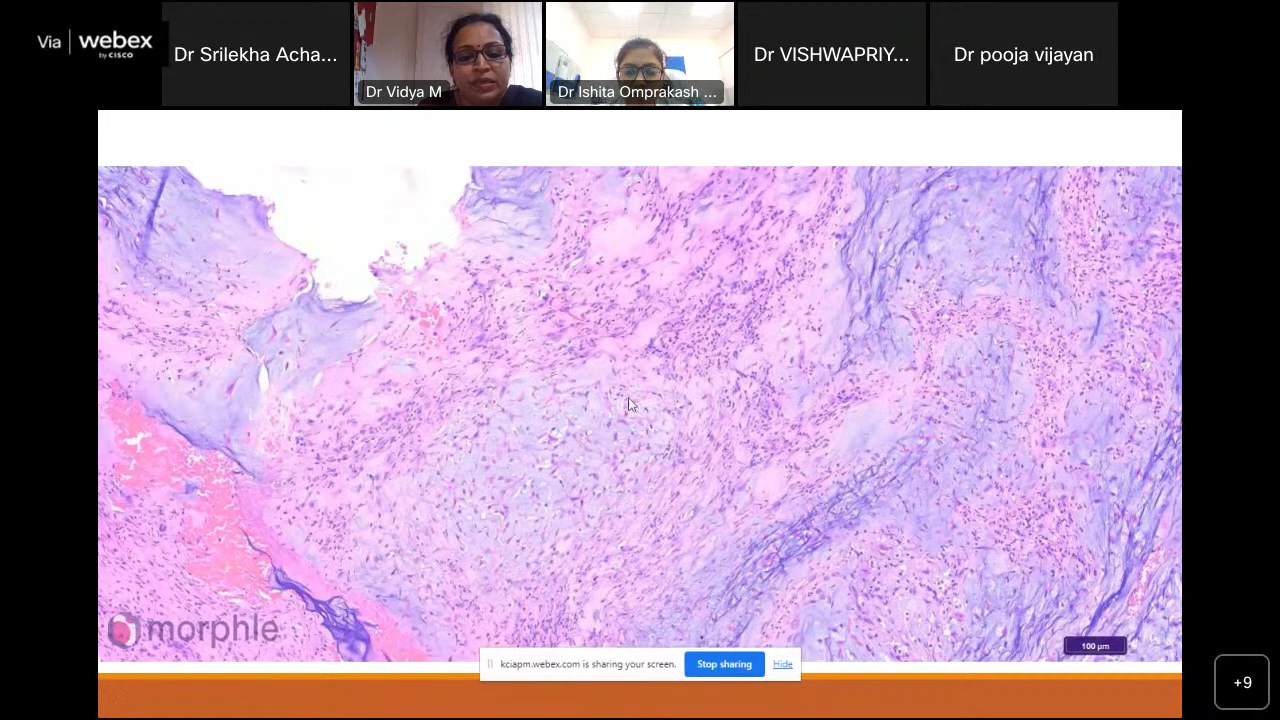 Via webex
by CISCO
Dr Srilekha Acha...
Dr Vidya M
Dr Ishita Omprakash ...
Dr VISHWAPRIY...
Dr pooja vijayan
morphle
100 μm
kciapm.webex.com is sharing your screen.
Stop sharing
Hide
+9